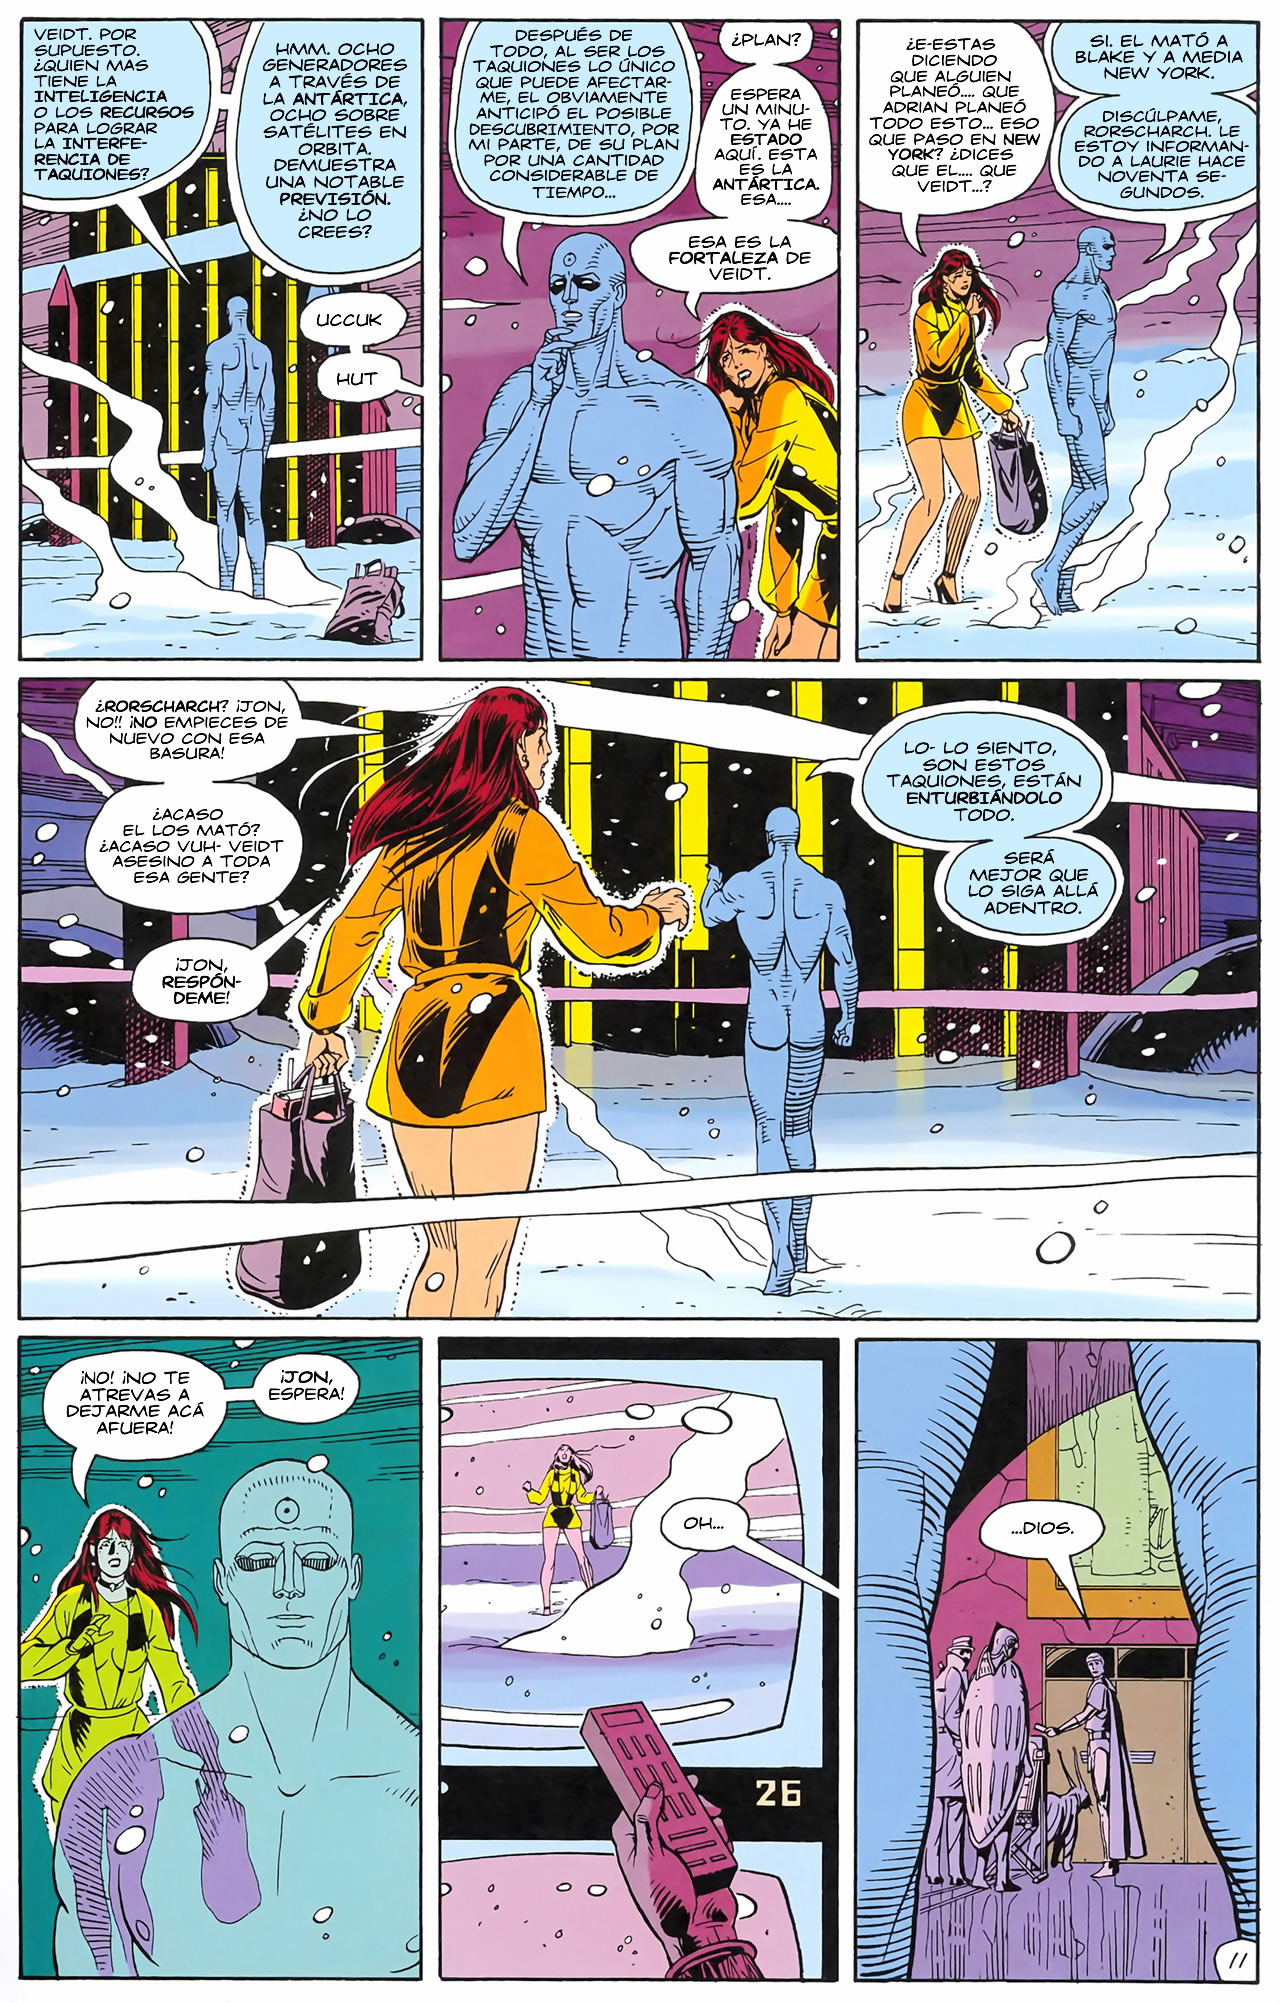 VEIDT. POR
SUPUESTO.
¿QUIEN MAS
TIENE LA
INTELIGENCIA
O LOS RECURSOS
PARA LOGRAR
LA INTERFE-
RENCIA DE
TAQUIONES?
HMM. OCHO
GENERADORES
A TRAVÉS DE
LA ANTÁRTICA,
OCHO SOBRE
SATÉLITES EN
ORBITA.
DEMUESTRA
UNA NOTABLE
PREVISIÓN.
¿NO LO
CREES?
UCCUK
HUT
DESPUÉS DE
TODO, AL SER LOS
TAQUIONES LO ÚNICO
QUE PUEDE AFECTAR-
ME, EL OBVIAMENTE
ANTICIPÓ EL POSIBLE
DESCUBRIMIENTO, POR
MI PARTE, DE SU PLAN
POR UNA CANTIDAD
CONSIDERABLE DE
TIEMPO...
¿PLAN?
ESPERA
UN MINU-
TO. YA HE
ESTADO
AQUÍ. ESTA
ES LA
ANTÁRTICA.
ESA....
ESA ES LA
FORTALEZA DE
VEIDT.
¿E-ESTAS
DICIENDO
QUE ALGUIEN
PLANEÓ.... QUE
ADRIAN PLANEÓ
TODO ESTO... ESO
QUE PASO EN NEW
YORK? ¿DICES
QUE EL.... QUE
VEIDT...?
SI. EL MATÓ A
BLAKE Y A MEDIA
NEW YORK.
DISCÚLPAME,
RORSCHARCH. LE
ESTOY INFORMAN-
DO A LAURIE HACE
NOVENTA SE-
GUNDOS.
¿RORSCHARCH? ¡JON,
NO!! ¡NO EMPIECES DE
NUEVO CON ESA
BASURA!
¿ACASO
EL LOS MATÓ?
¿ACASO VUH- VEIDT
ASESINO A TODA
ESA GENTE?
¡JON,
RESPÓN-
DEME!
LO- LO SIENTO,
SON ESTOS
TAQUIONES, ESTÁN
ENTURBIÁNDOLO
TODO.
SERÁ
MEJOR QUE
LO SIGA ALLÁ
ADENTRO.
¡NO! ¡NO TE
ATREVAS A
DEJARME ACÁ
AFUERA!
¡JON,
ESPERA!
OH...
26
...DIOS.
11